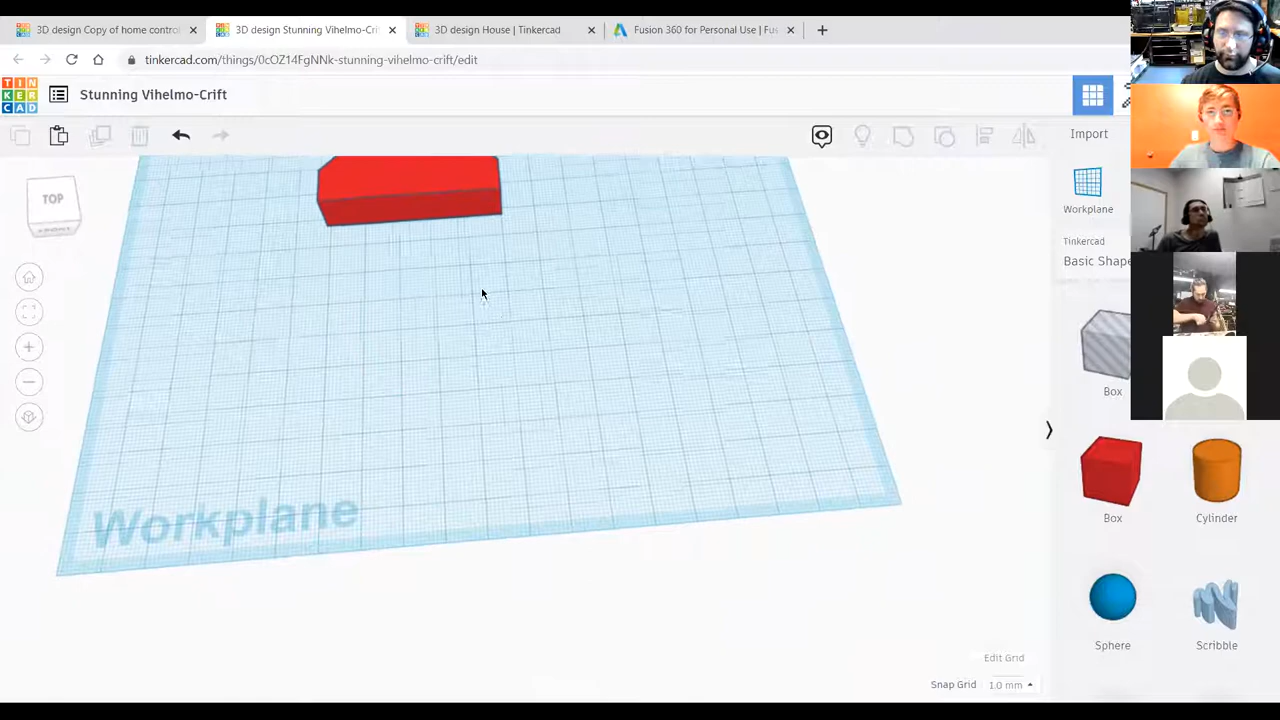 3D design Copy of home control
3D design Stunning Vihelmo-Cri
3D design House | Tinkercad
Fusion 360 for Personal Use | Fus
tinkercad.com/things/0cOZ14FgNNk-stunning-vihelmo-crift/edit
TIN
KER
CAD
Stunning Vihelmo-Crift
Import
TOP
Workplane
Tinkercad
Basic Shape
Box
Box
Cylinder
Workplane
Sphere
Scribble
Edit Grid
Snap Grid 1.0 mm